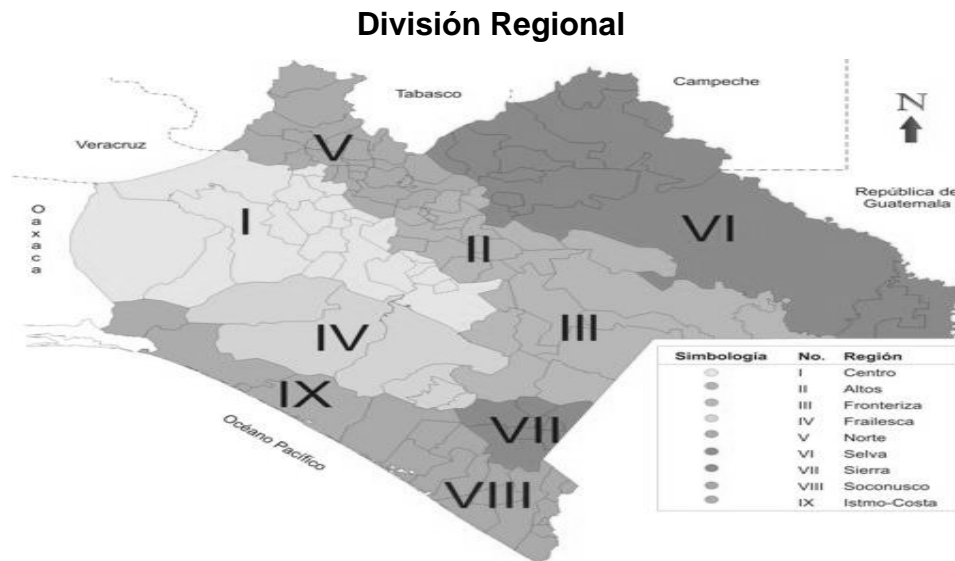 División Regional
Campeche
Tabasco
N
Veracruz
V
República de
Guatemala
Oaxaca
I
VI
II
III
IV
IX
Océano Pacífico
VII
VIII
Simbología No. Región
I Centro
II Altos
III Fronteriza
IV Frailesca
V Norte
VI Selva
VII Sierra
VIII Soconusco
IX Istmo-Costa